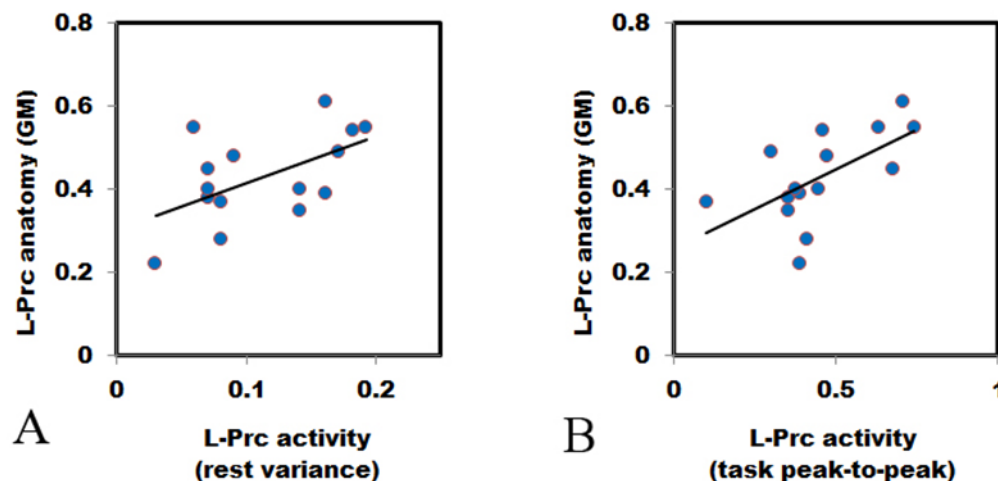 0.8
0.6
0.4
0.2
0
L-Prc anatomy (GM)
0
0.1
0.2
L-Prc activity
(rest variance)
A
0.8
0.6
0.4
0.2
0
L-Prc anatomy (GM)
0
0.5
1
L-Prc activity
(task peak-to-peak)
B